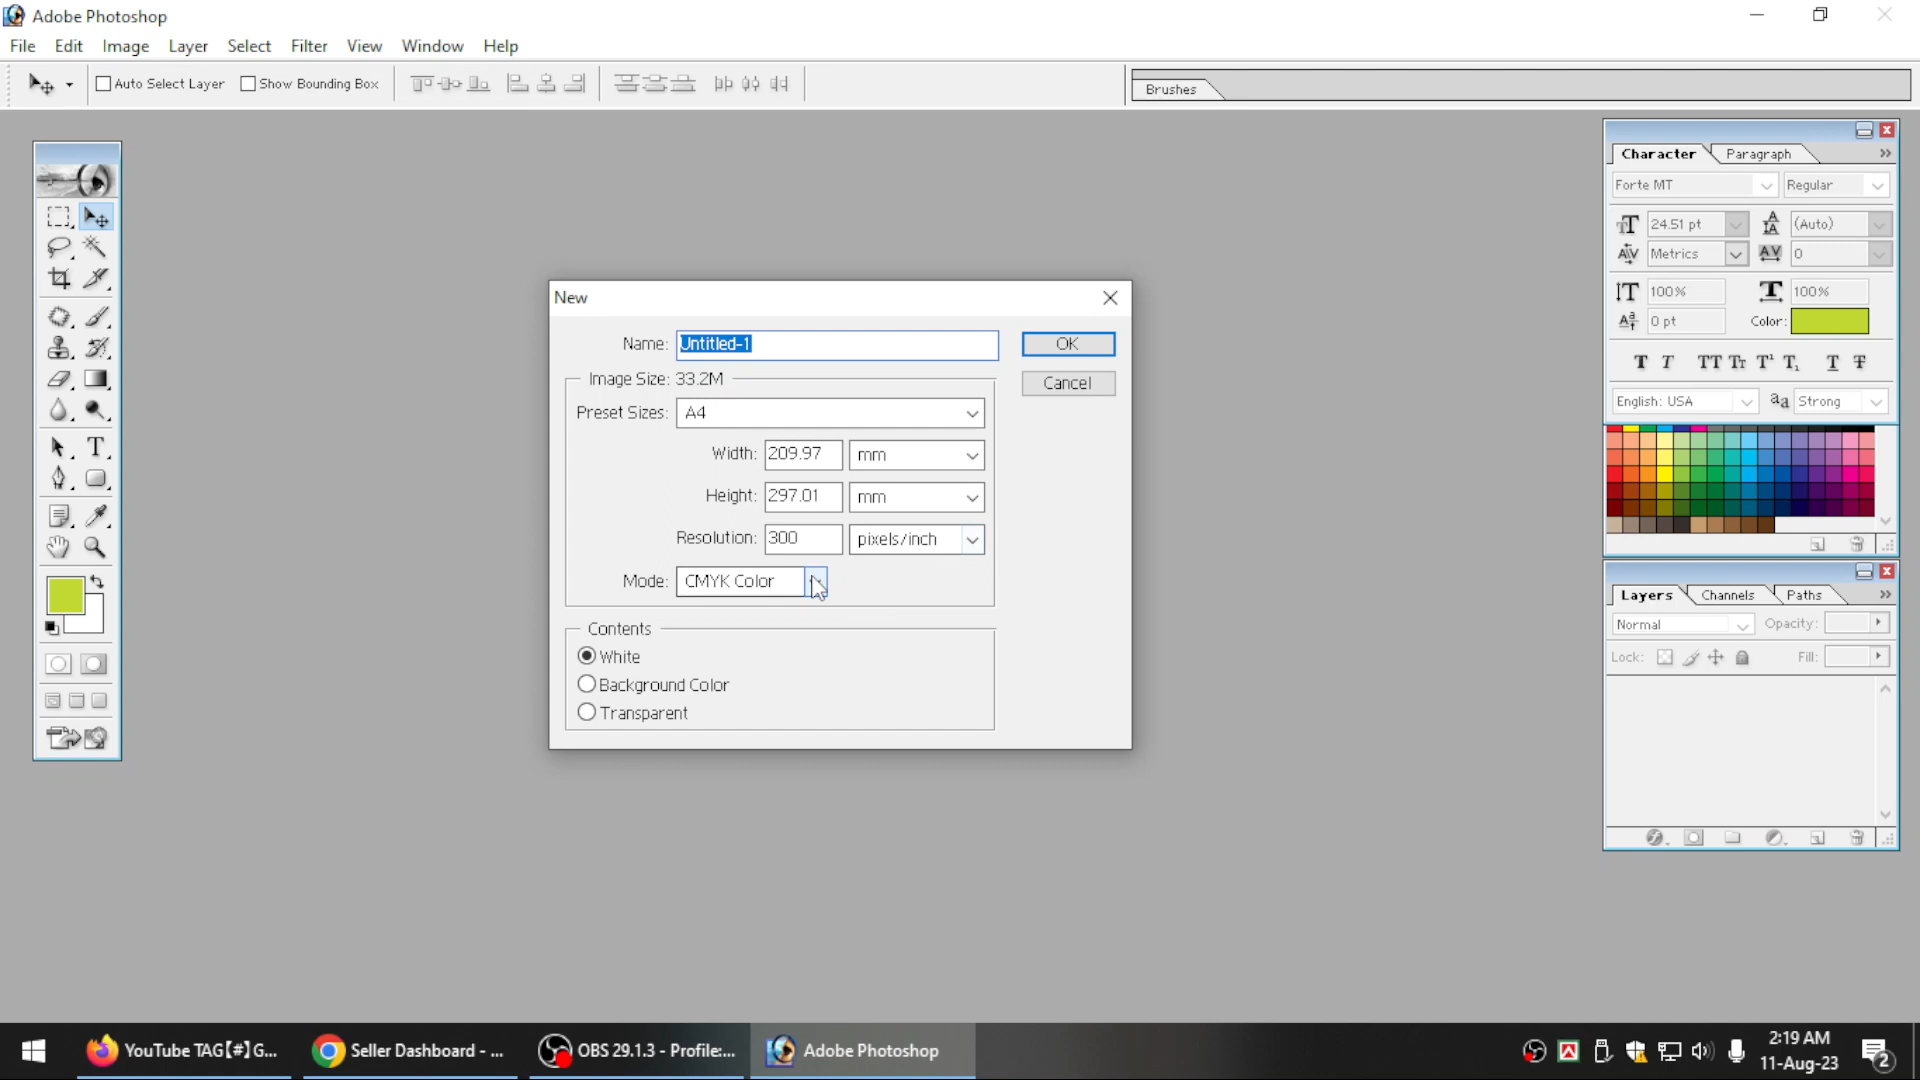 Adobe Photoshop
File Edit Image Layer Select Filter View Window Help
Auto Select Layer Show Bounding Box
Brushes
Character Paragraph
Forte MT Regular
24.51 pt (Auto)
Metrics 0
100% 100%
0 pt Color:
English: USA aa Strong
Layers Channels Paths
Normal Opacity:
Lock: Fill:
New
Name: Untitled-1 OK
Image Size: 33.2M
Cancel
Preset Sizes: A4
Width: 209.97 mm
Height: 297.01 mm
Resolution: 300 pixels/inch
Mode: CMYK Color
Contents
White
Background Color
Transparent
YouTube TAG【#】G... Seller Dashboard - ... OBS 29.1.3 - Profile:... Adobe Photoshop
2:19 AM
11-Aug-23
2